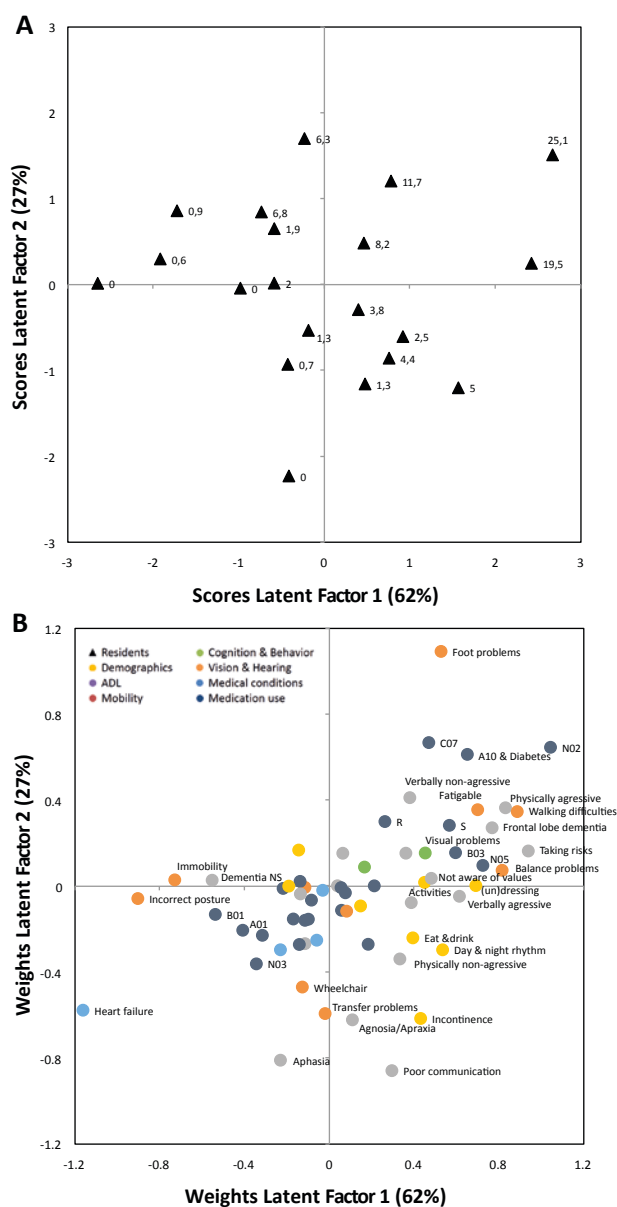 A
3
2
1
0
-1
-2
-3
-3
-2
-1
0
1
2
3
Scores Latent Factor 2 (27%)
Scores Latent Factor 1 (62%)
6,3
25,1
11,7
0,9
6,8
1,9
8,2
0,6
19,5
0
0
2
3,8
1,3
2,5
0,7
4,4
1,3
5
0
B
1.2
0.8
0.4
0
-0.4
-0.8
-1.2
-1.2
-0.8
-0.4
0
0.4
0.8
1.2
Weights Latent Factor 2 (27%)
Weights Latent Factor 1 (62%)
Residents
Demographics
ADL
Mobility
Cognition & Behavior
Vision & Hearing
Medical conditions
Medication use
Foot problems
C07
N02
A10 & Diabetes
Verbally non-agressive
Fatigable
Physically agressive
Walking difficulties
R
S
Frontal lobe dementia
Visual problems
B03
Taking risks
N05
Balance problems
Immobility
Dementia NS
Not aware of values
Activities
(un)dressing
Incorrect posture
Verbally agressive
B01
A01
Eat &drink
Day & night rhythm
N03
Physically non-agressive
Wheelchair
Heart failure
Transfer problems
Agnosia/Apraxia
Incontinence
Aphasia
Poor communication